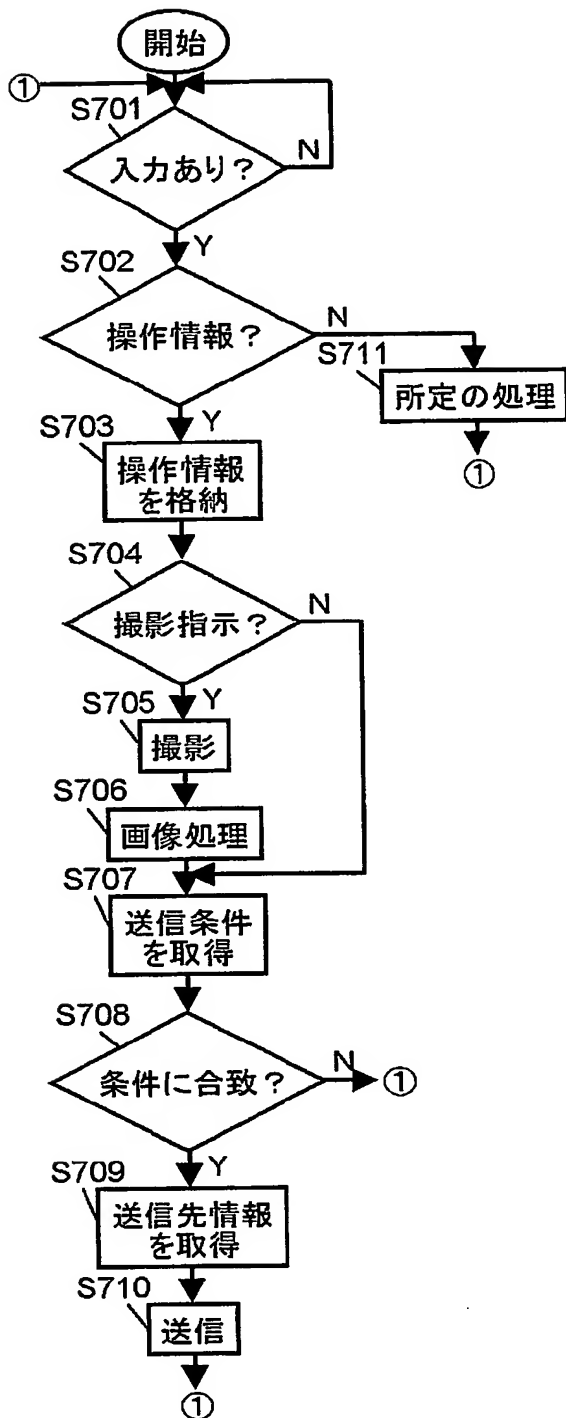 開始
①
S701
入力あり?
N
Y
S702
操作情報?
N
S711
所定の処理
①
Y
S703
操作情報
を格納
S704
撮影指示?
N
Y
S705
撮影
S706
画像処理
S707
送信条件
を取得
S708
条件に合致?
N
①
Y
S709
送信先情報
を取得
S710
送信
①